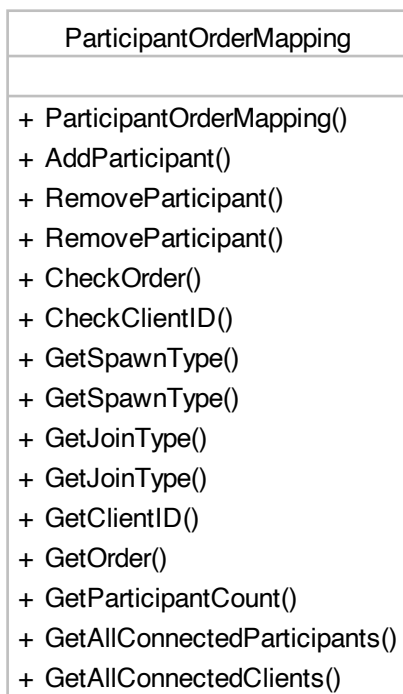 ParticipantOrderMapping
+ ParticipantOrderMapping()
+ AddParticipant()
+ RemoveParticipant()
+ RemoveParticipant()
+ CheckOrder()
+ CheckClientID()
+ GetSpawnType()
+ GetSpawnType()
+ GetJoinType()
+ GetJoinType()
+ GetClientID()
+ GetOrder()
+ GetParticipantCount()
+ GetAllConnectedParticipants()
+ GetAllConnectedClients()